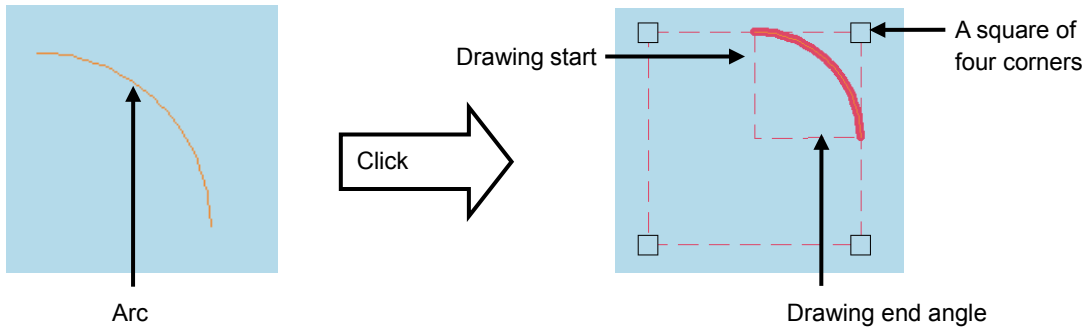 A square of
four corners
Drawing start
Click
Arc
Drawing end angle